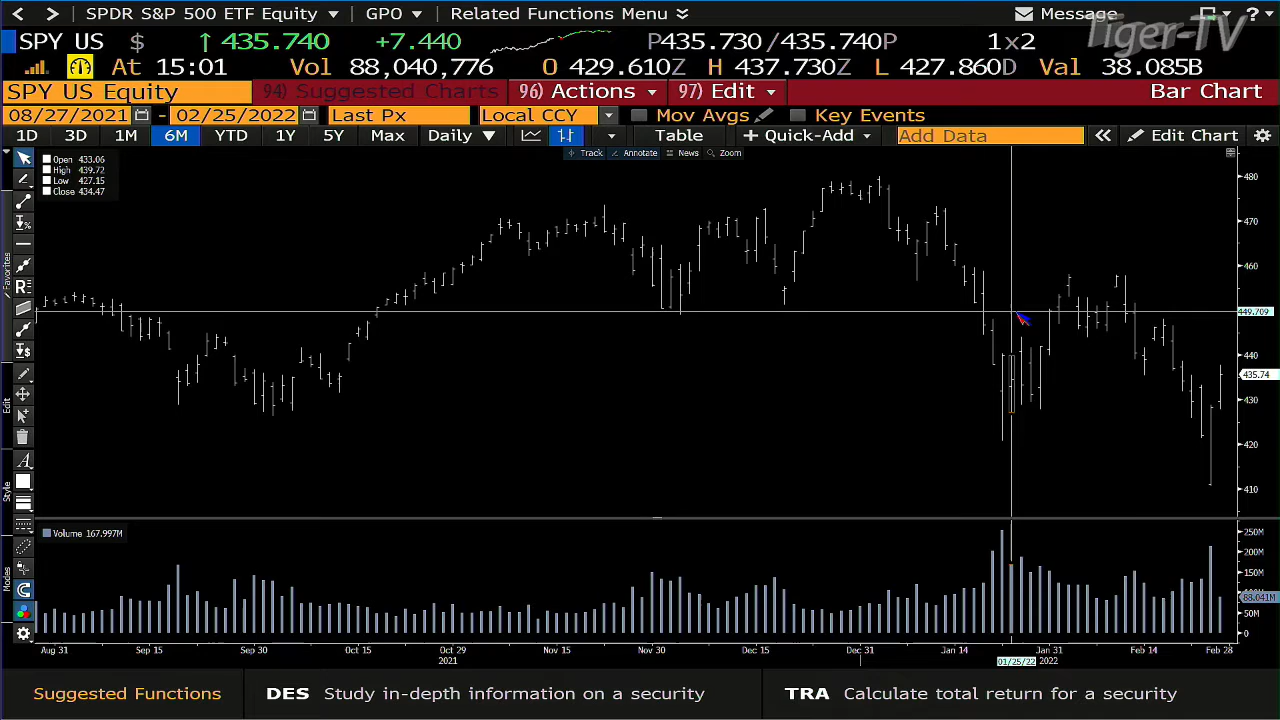 < > SPDR S&P 500 ETF Equity GPO Related Functions Menu Message ?
Tiger-TV
SPY US $ ↑ 435.740 +7.440 P435.730 /435.740P 1x2
At 15:01 Vol 88,040,776 O 429.610Z H 437.730Z L 427.860D Val 38.085B
SPY US Equity 94) Suggested Charts 96) Actions 97) Edit Bar Chart
08/27/2021 - 02/25/2022 Last Px Local CCY Mov Avgs Key Events
1D 3D 1M 6M YTD 1Y 5Y Max Daily ▼ Table + Quick-Add Add Data « Edit Chart
Track Annotate News Zoom
Open 433.06
High 439.72
Low 427.15
Close 434.47
Favorites
Edit
Style
Modes
480
470
460
449.709
440
435.74
430
420
410
Volume 167.997M
250M
200M
150M
88.041M
50M
0
Aug 31 Sep 15 Sep 30 Oct 15 Oct 29 Nov 15 Nov 30 Dec 15 Dec 31 Jan 14 Jan 31 Feb 14 Feb 28
2021 01/25/22 2022
Suggested Functions DES Study in-depth information on a security TRA Calculate total return for a security